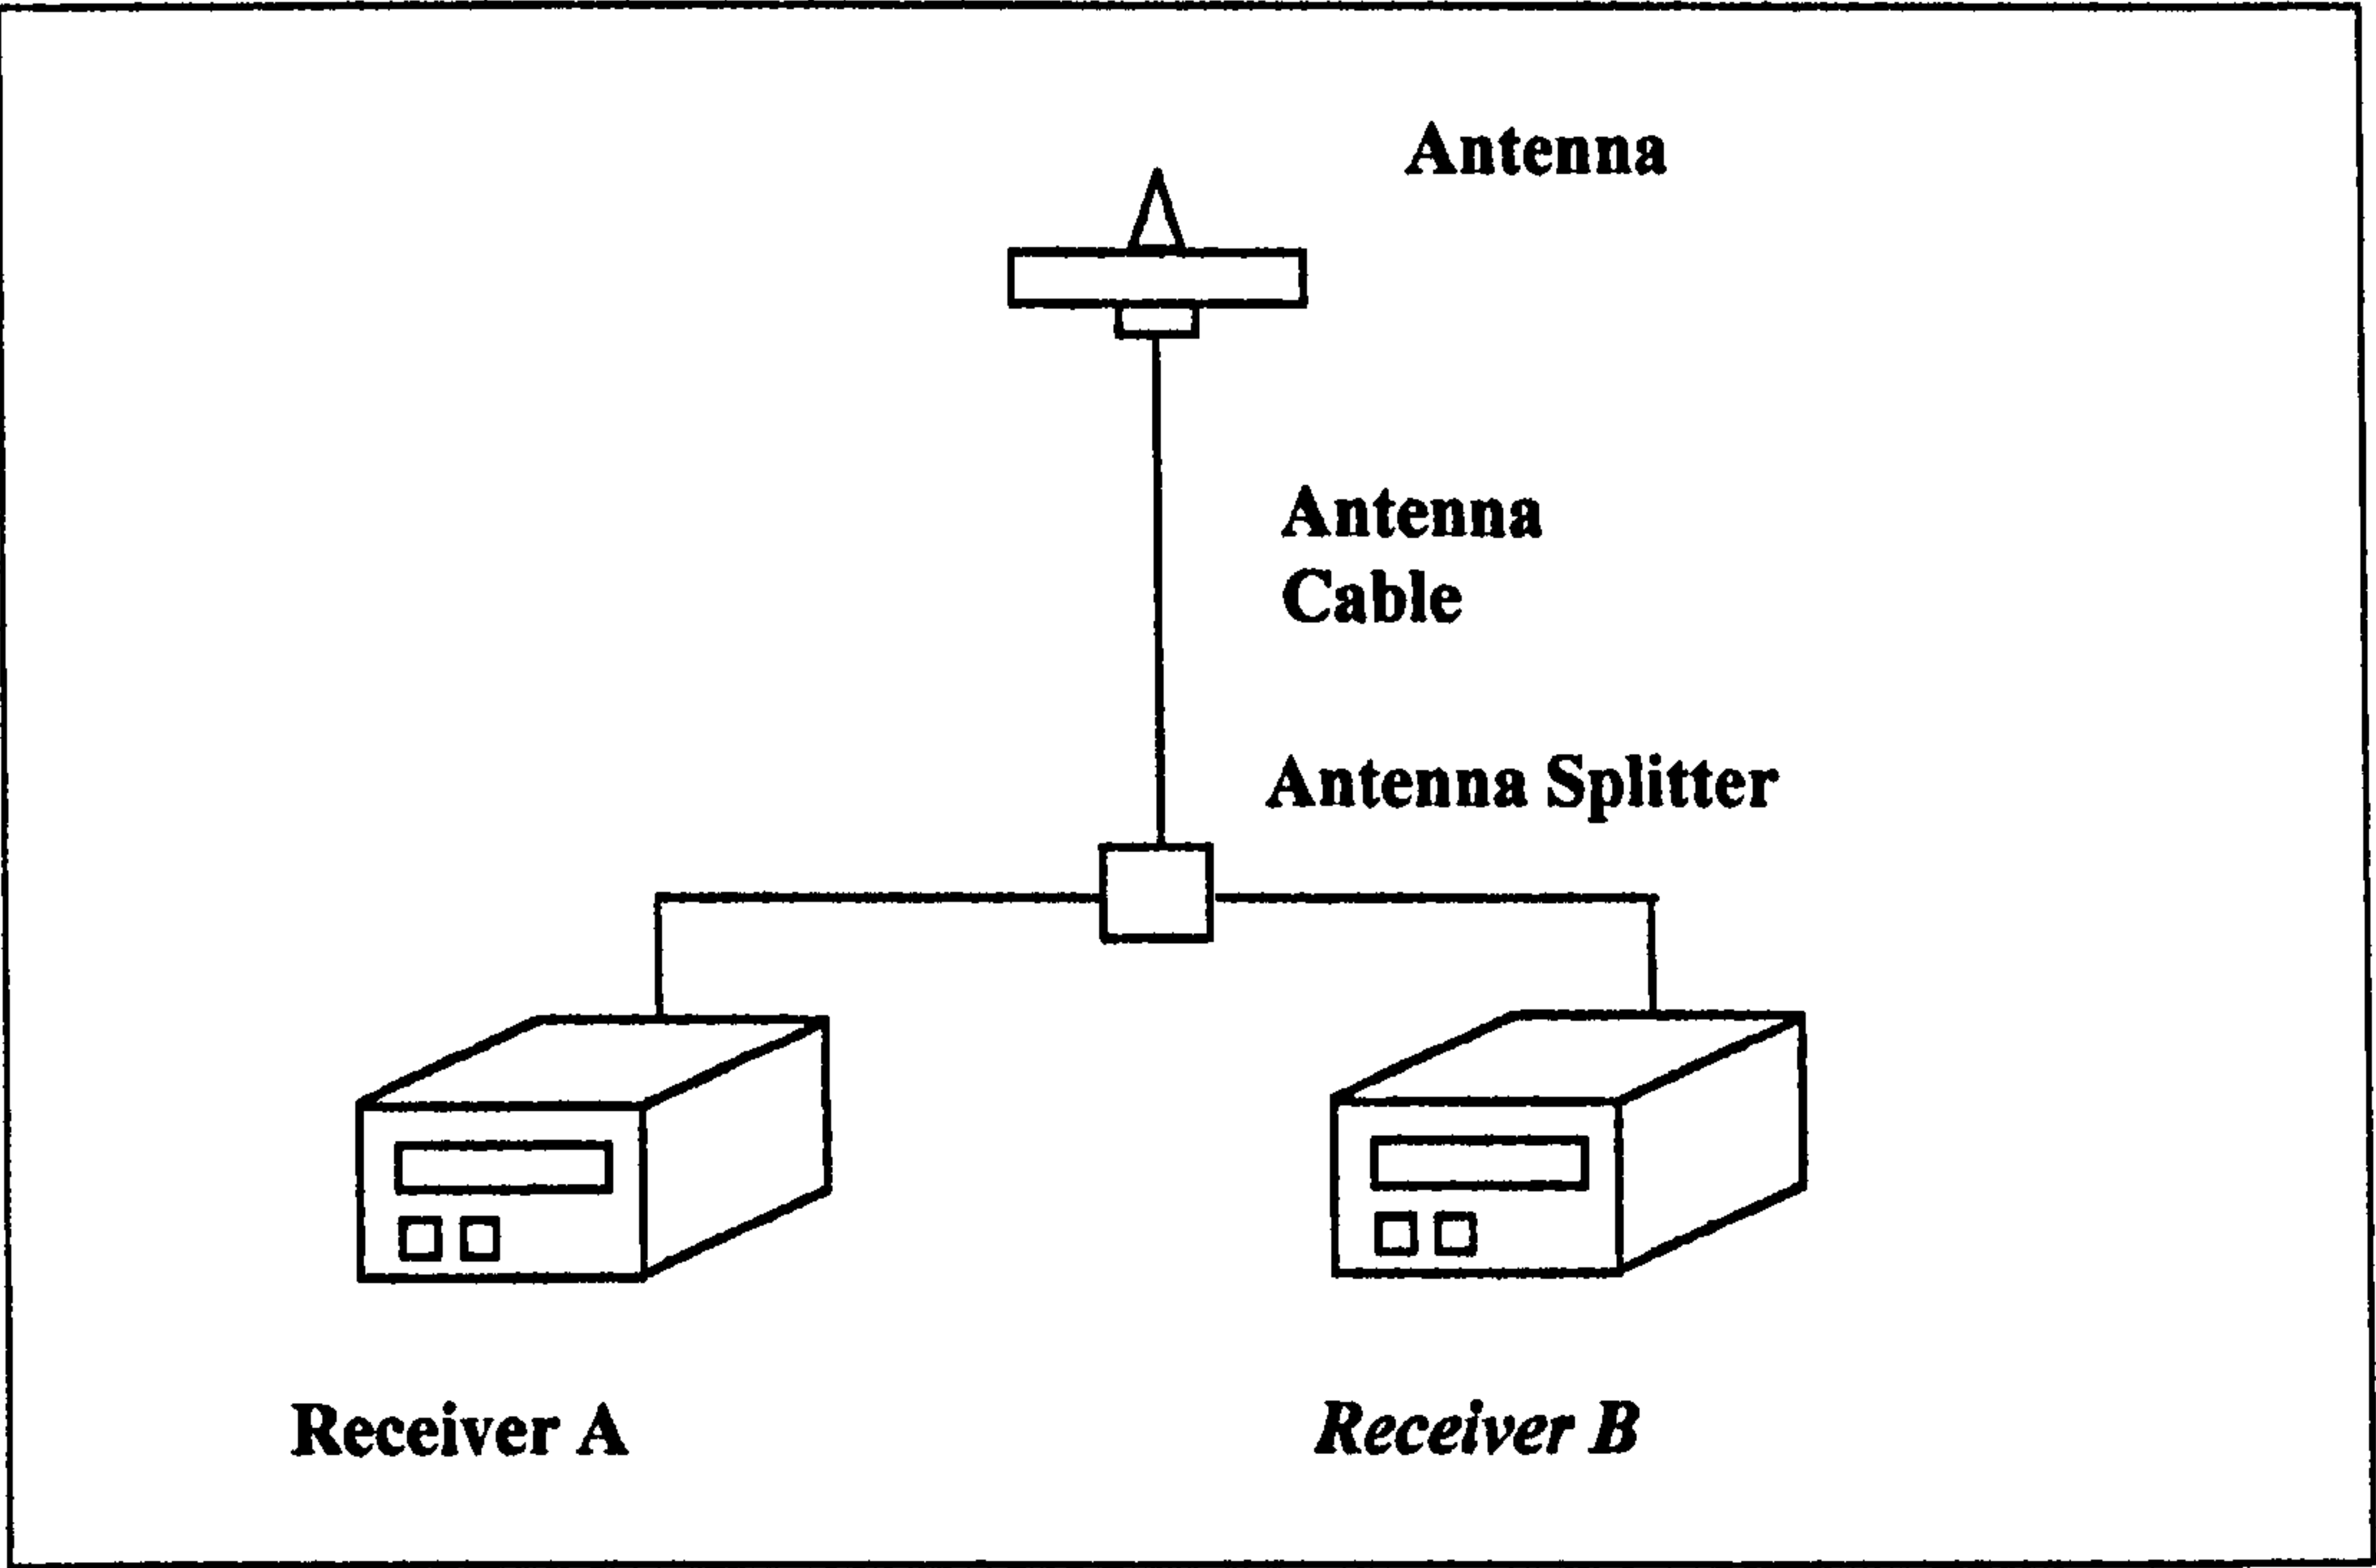 Antenna
Antenna
Cable
Antenna Splitter
Receiver A
Receiver B